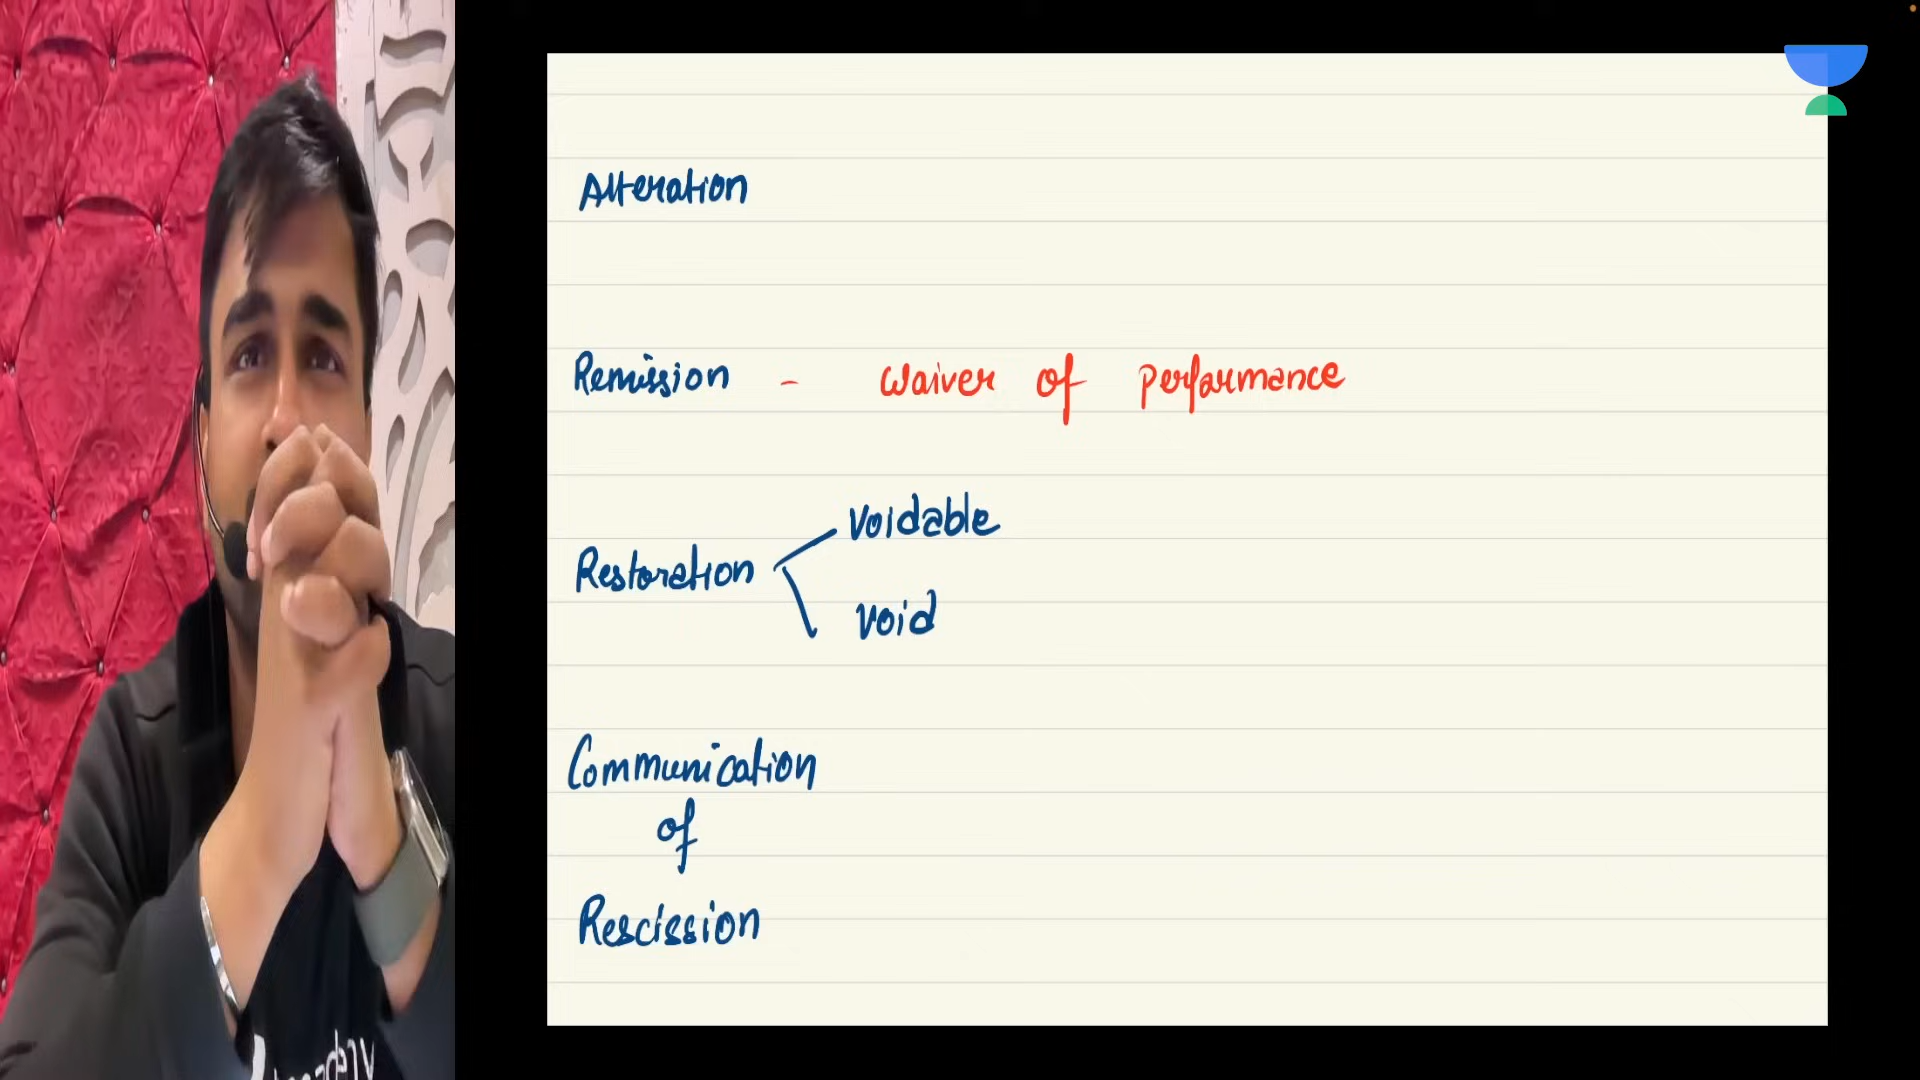 Alteration
Remission - waiver of performance
voidable
Restoration
void
Communication
of
Rescission